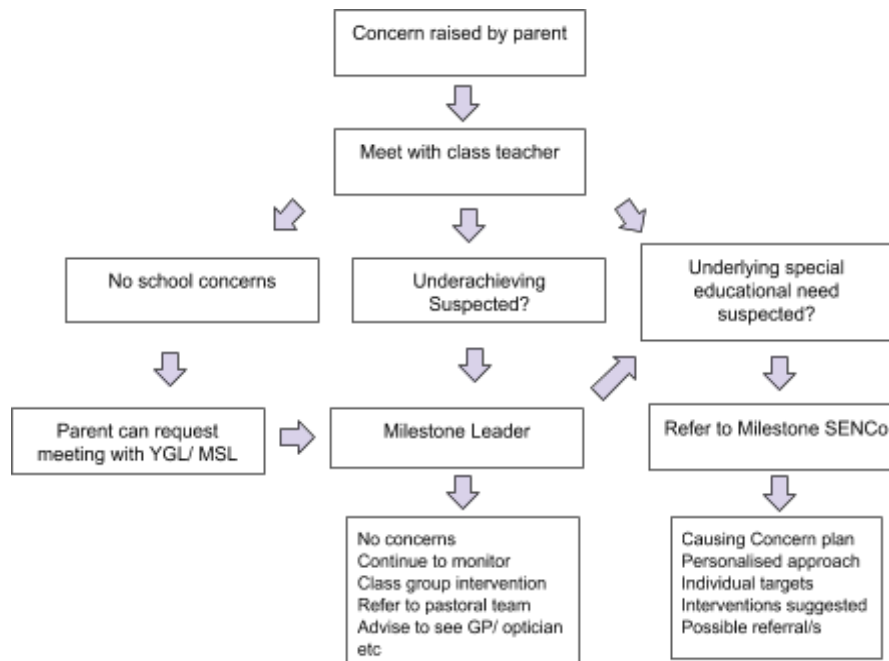 Concern raised by parent
Meet with class teacher
No school concerns
Underachieving
Suspected?
Underlying special
educational need
suspected?
Parent can request
meeting with YGL/ MSL
Milestone Leader
Refer to Milestone SENCo
No concerns
Continue to monitor
Class group intervention
Refer to pastoral team
Advise to see GP/ optician
etc
Causing Concern plan
Personalised approach
Individual targets
Interventions suggested
Possible referral/s